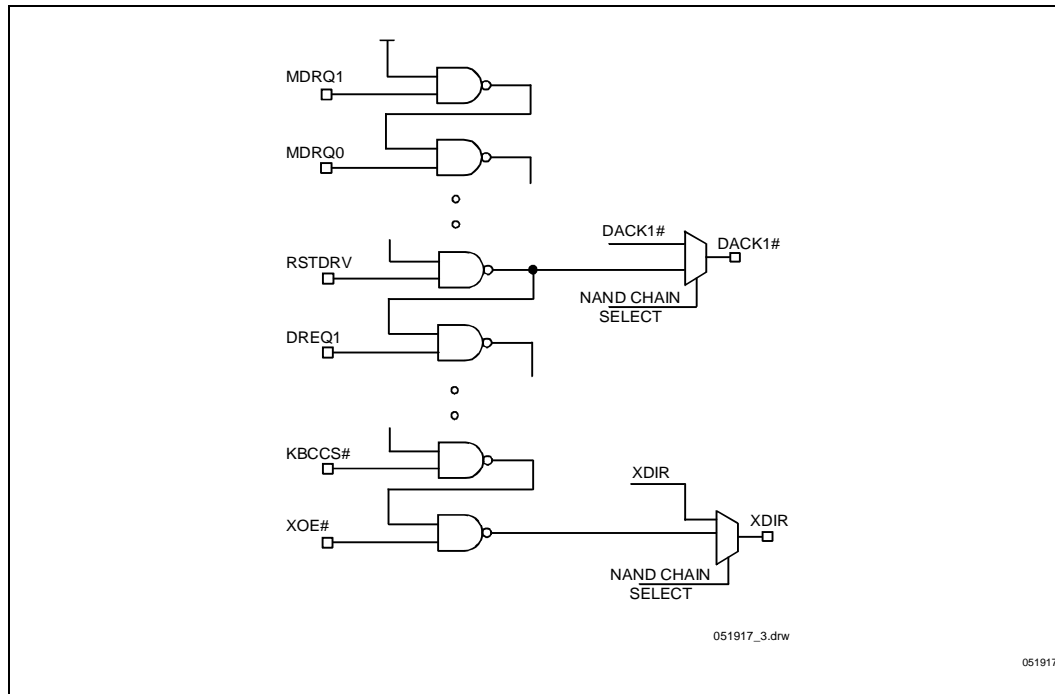 MDRQ1
MDRQ0
DACK1#
DACK1#
RSTDRV
NAND CHAIN
SELECT
DREQ1
KBCCS#
XDIR
XDIR
XOE#
NAND CHAIN
SELECT
051917_3.drw
051917